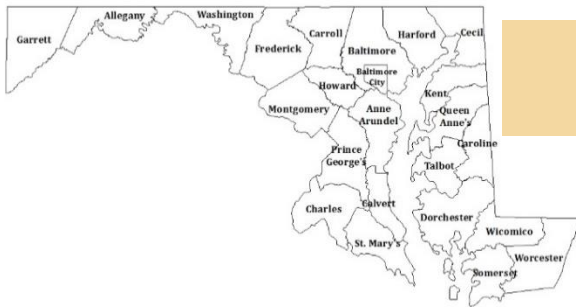 Garrett
Allegany
Washington
Frederick
Carroll
Baltimore
Harford
Cecil
Baltimore
City
Howard
Montgomery
Anne
Arundel
Kent
Queen
Anne's
Caroline
Talbot
Prince
George's
Charles
Calvert
St. Mary's
Dorchester
Wicomico
Somerset
Worcester